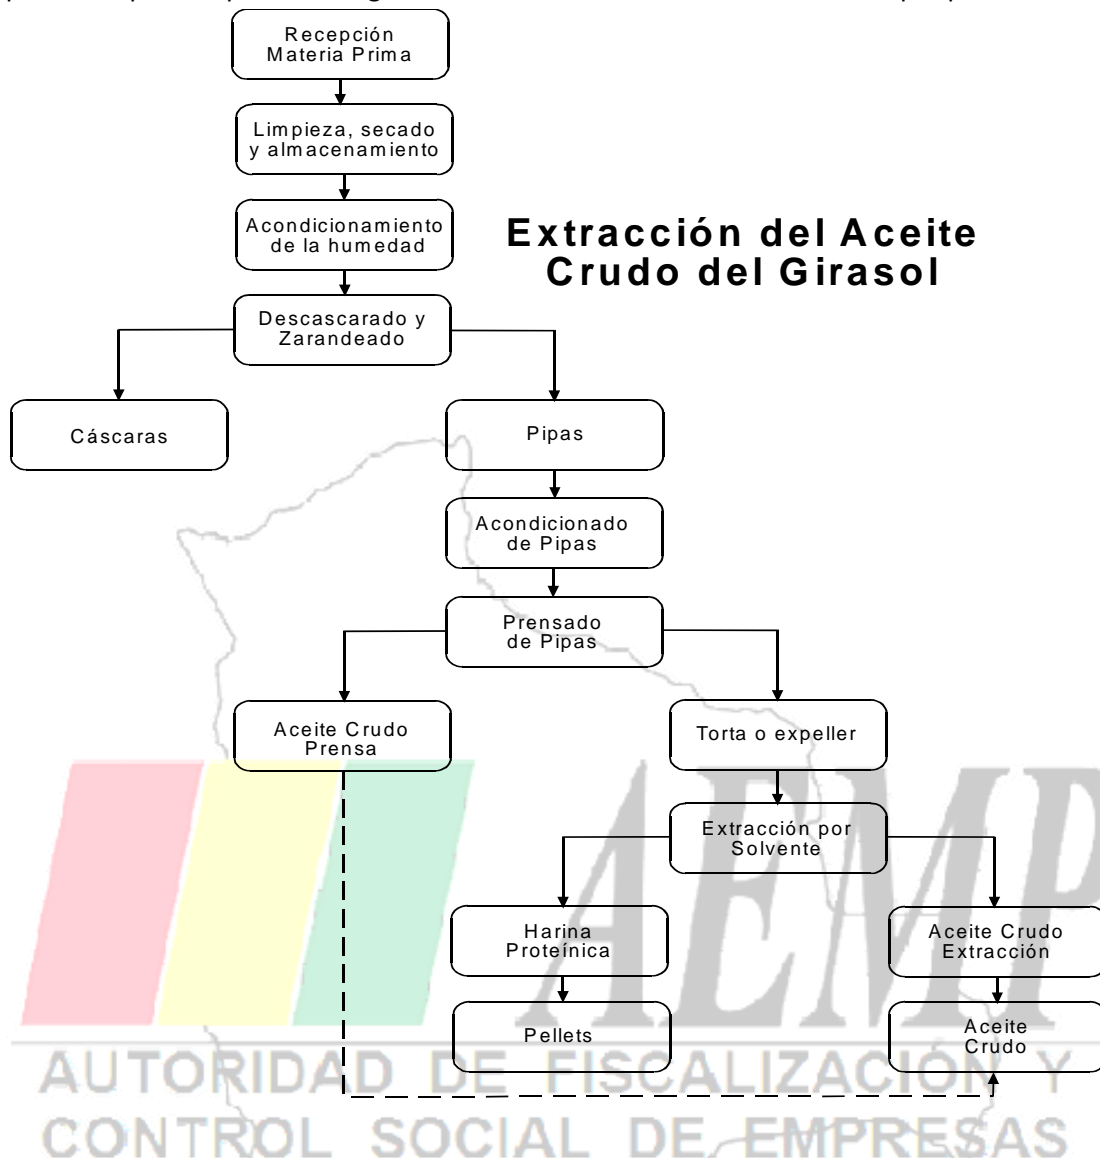 Recepción
Materia Prima
Limpieza, secado
y almacenamiento
Acondicionamiento
de la humedad
Extracción del Aceite
Crudo del Girasol
Descascarado y
Zarandeado
Cáscaras
Pipas
Acondicionado
de Pipas
Prensado
de Pipas
Aceite Crudo
Prensa
Torta o expeller
Extracción por
Solvente
Harina
Proteínica
Aceite Crudo
Extracción
Pellets
Aceite
Crudo
AEMP
AUTORIDAD DE FISCALIZACIÓN Y
CONTROL SOCIAL DE EMPRESAS